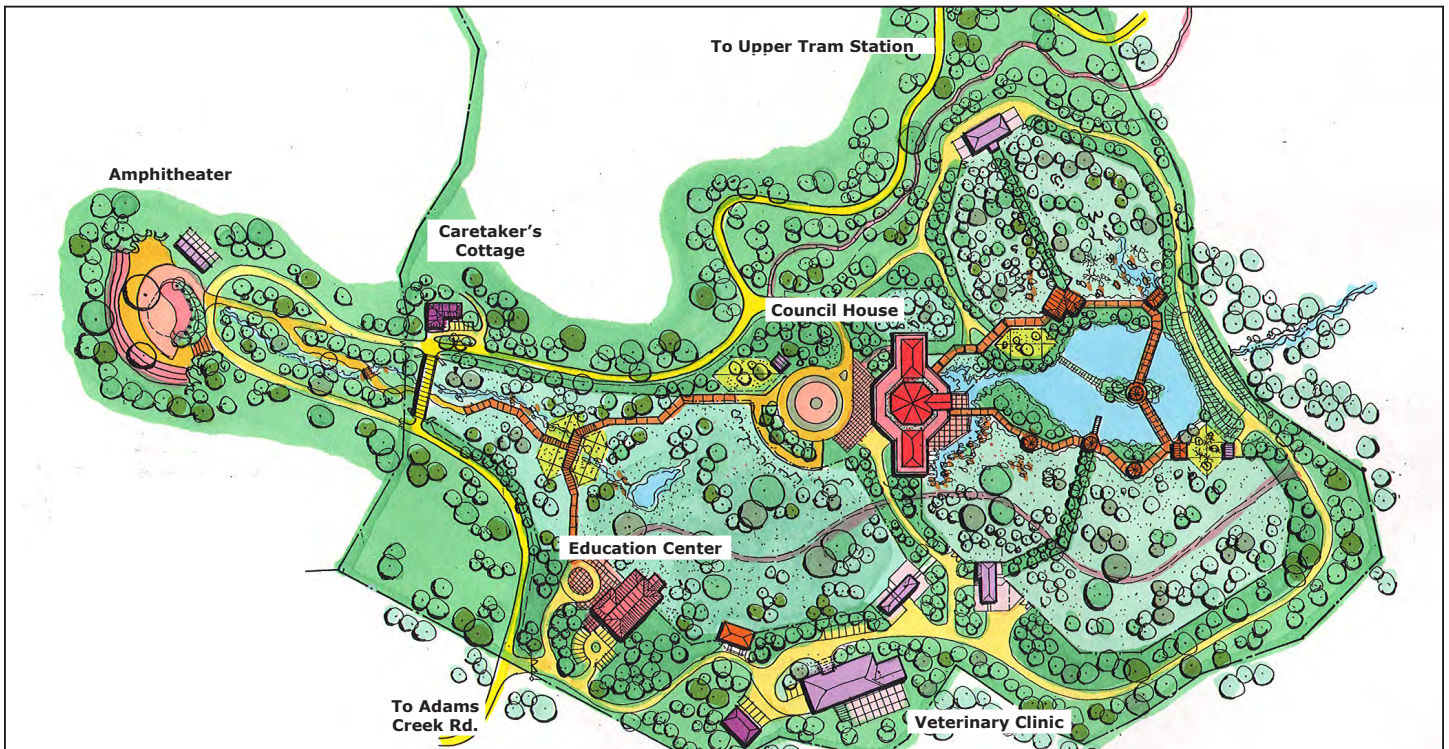 To Upper Tram Station
Amphitheater
Caretaker's
Cottage
Council House
Education Center
To Adams
Creek Rd.
Veterinary Clinic